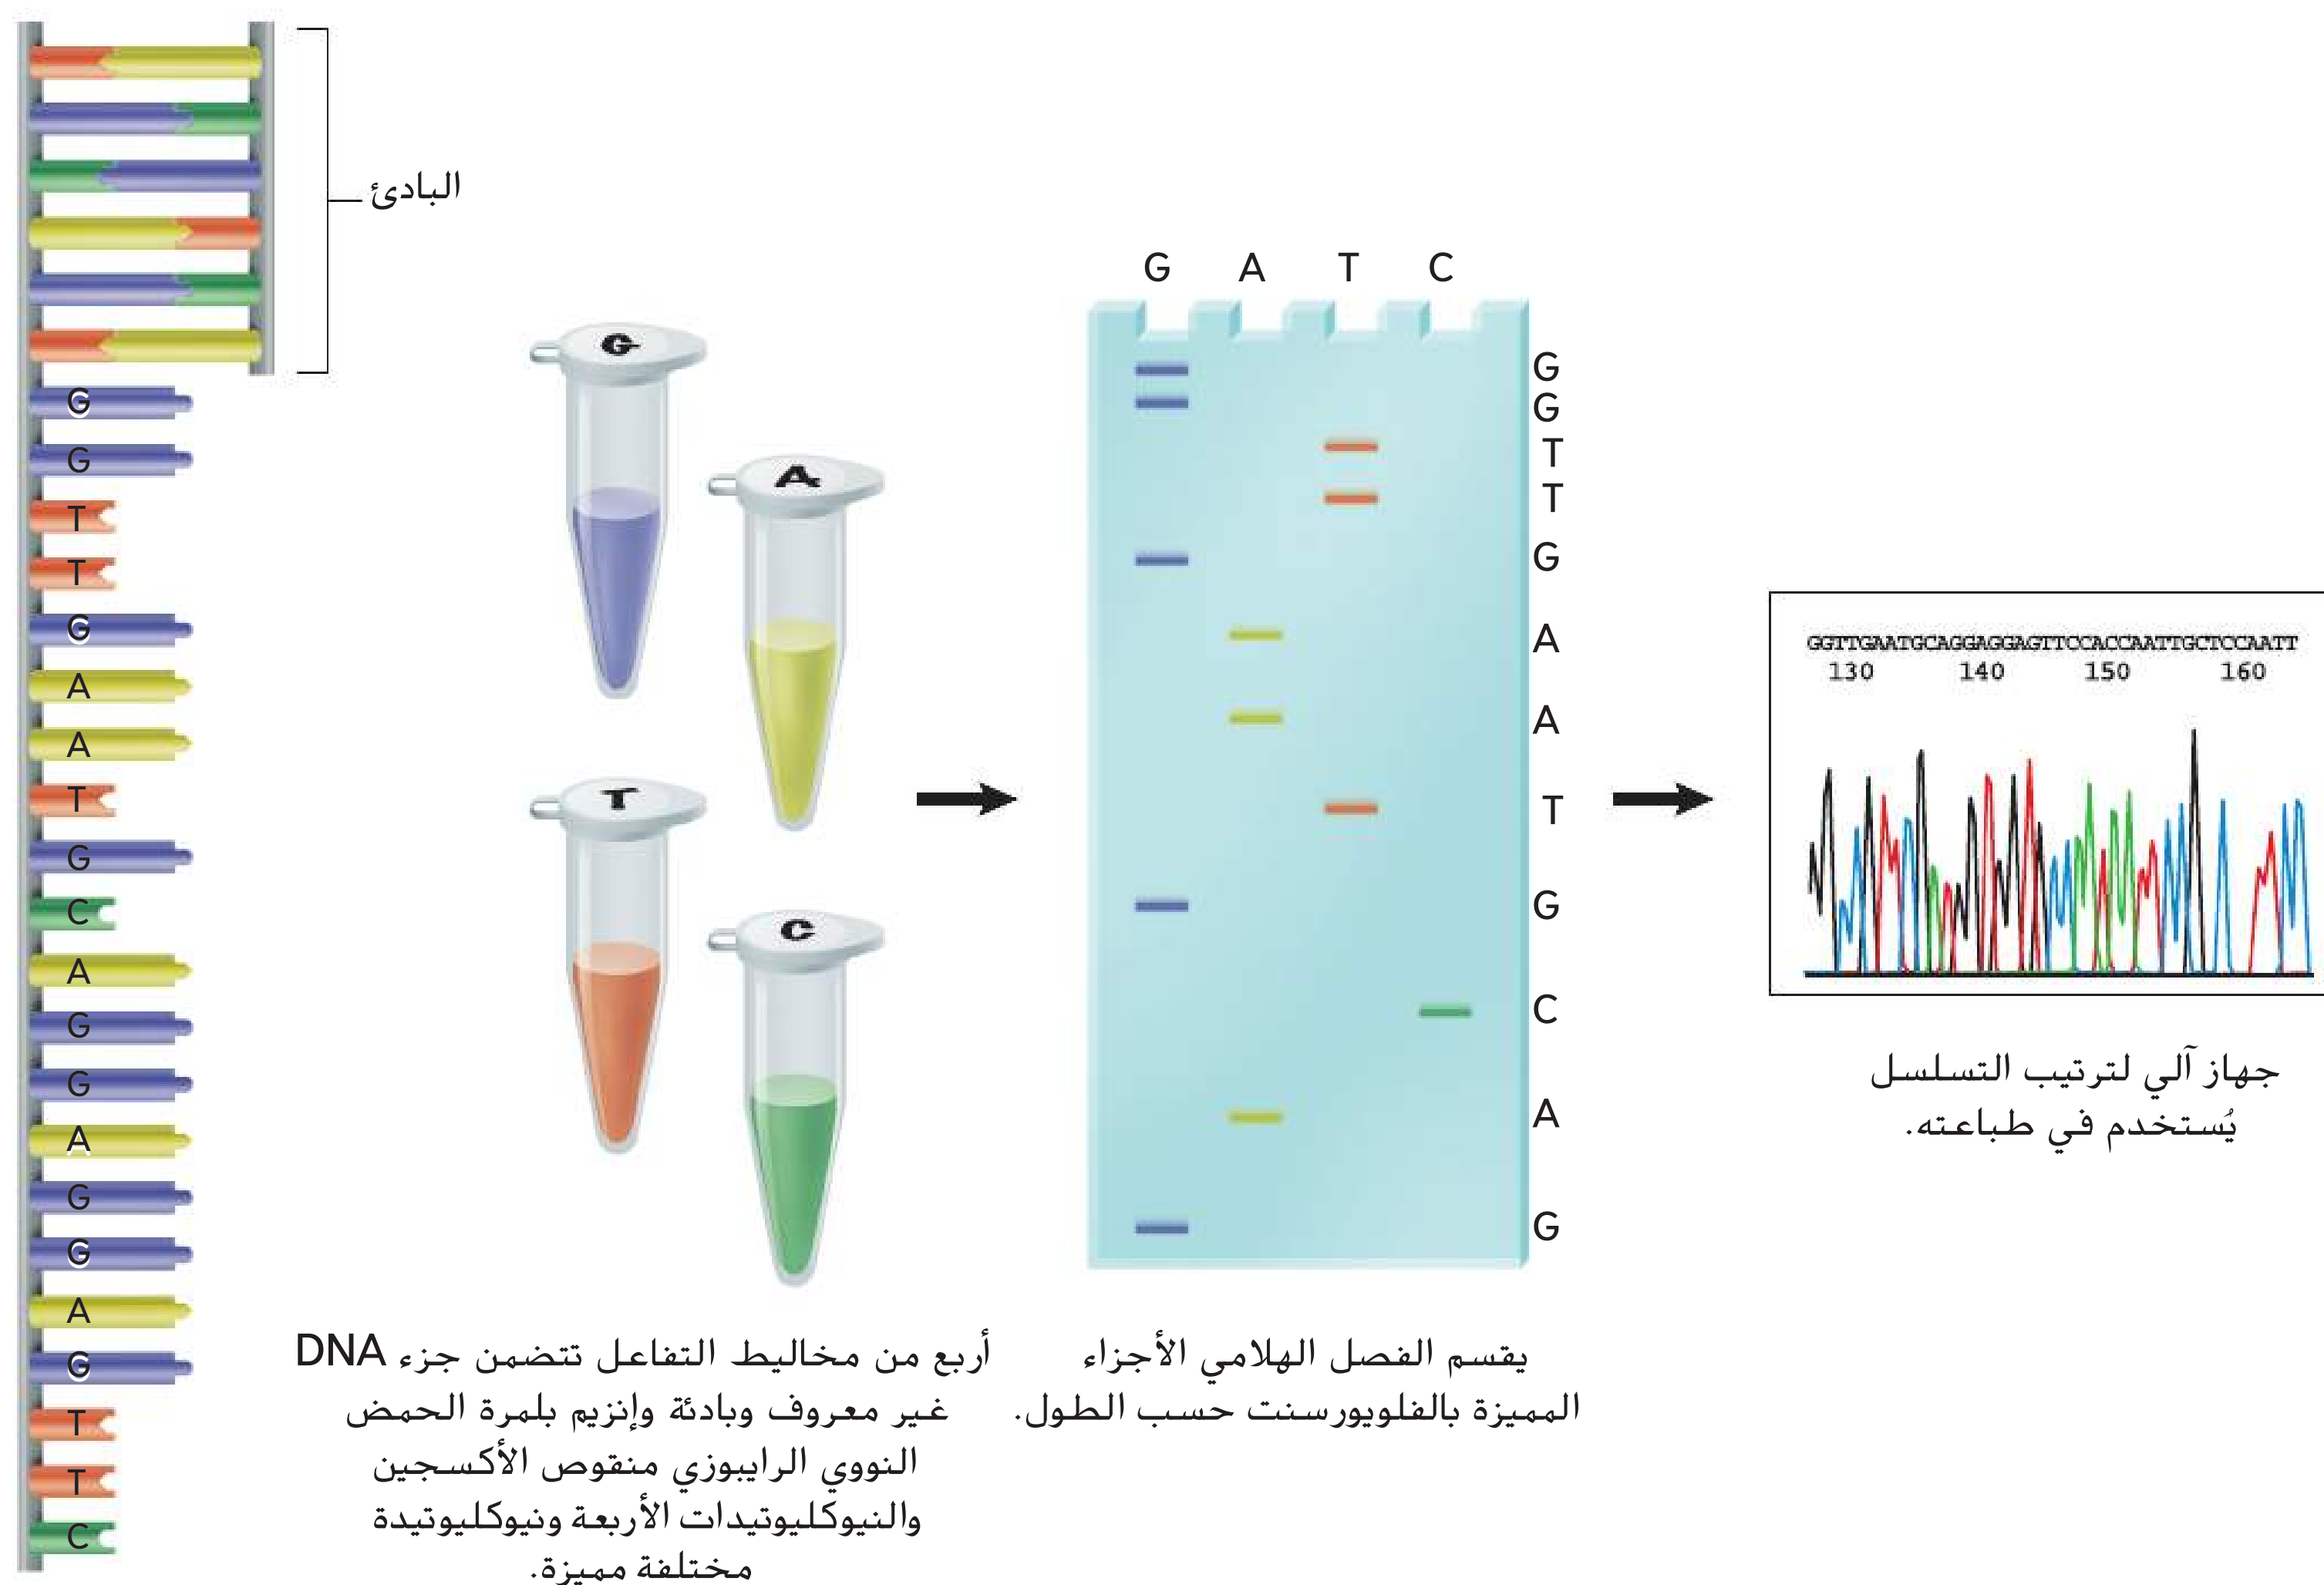 البادئ
G
G
T
T
G
A
A
T
G
C
A
G
G
A
G
G
A
G
T
T
C
G
A
T
C
أربع من مخاليط التفاعل تتضمن جزء DNA
غير معروف وبادئة وإنزيم بلمرة الحمض
النووي الرايبوزي منقوص الأكسجين
والنيوكليوتيدات الأربعة ونيوكليوتيدة
مختلفة مميزة.
G A T C
G
G
T
T
G
A
A
T
G
C
A
G
يقسم الفصل الهلامي الأجزاء
المميزة بالفلويورسنت حسب الطول.
GGTTGAATGCAGGAGGAGTTCCACCAATTGCTCCAATT
130 140 150 160
جهاز آلي لترتيب التسلسل
يُستخدم في طباعته.